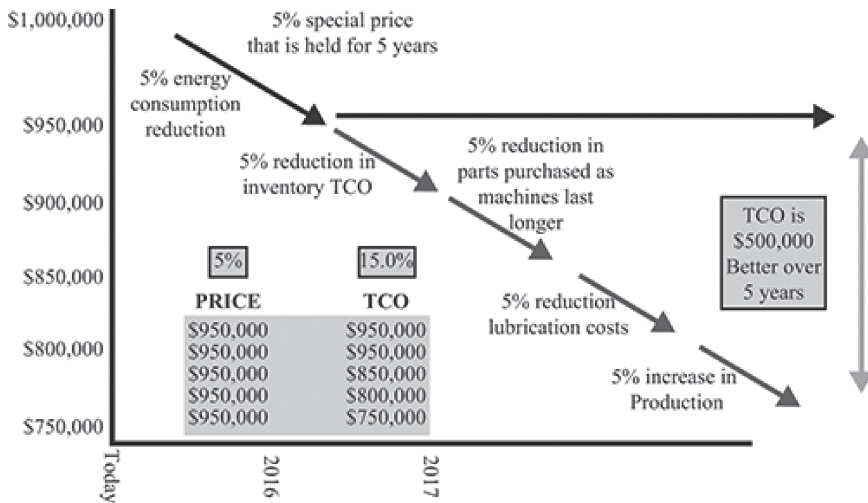 $1,000,000
$950,000
$900,000
$850,000
$800,000
$750,000
5% special price
that is held for 5 years
5% energy
consumption
reduction
5% reduction in
inventory TCO
5% reduction in
parts purchased as
machines last
longer
5% reduction
lubrication costs
5% increase in
Production
TCO is
$500,000
Better over
5 years
5% 15.0%
PRICE TCO
$950,000 $950,000
$950,000 $950,000
$950,000 $850,000
$950,000 $800,000
$950,000 $750,000
Today
2016
2017